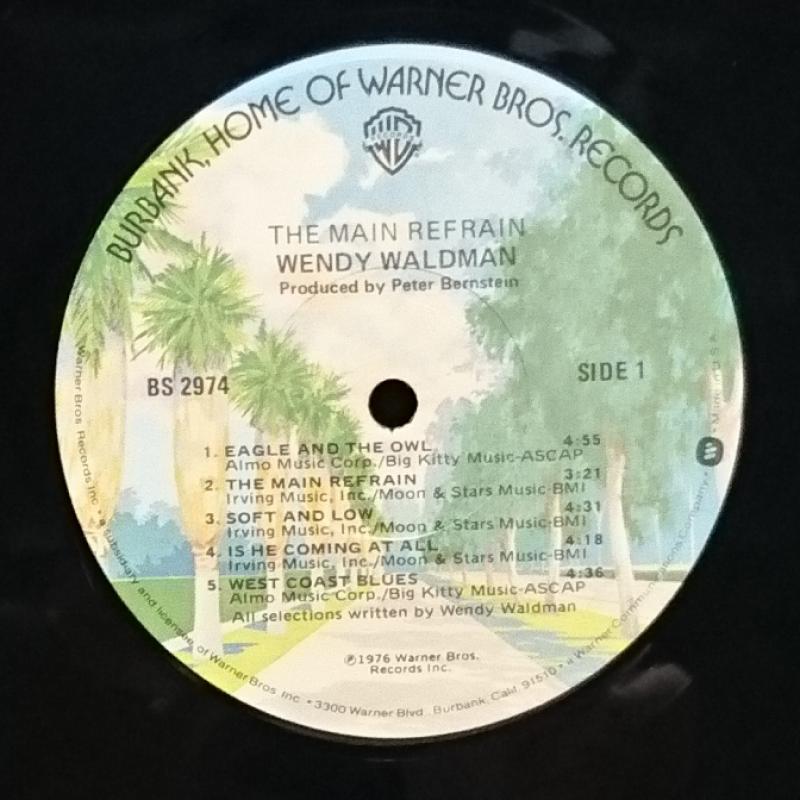 BURBANK, HOME OF WARNER BROS. RECORDS
RECORDS
THE MAIN REFRAIN
WENDY WALDMAN
Produced by Peter Bernstein
BS 2974
SIDE 1
1. EAGLE AND THE OWL 4:55
Almo Music Corp./Big Kitty Music-ASCAP
2. THE MAIN REFRAIN 3:21
Irving Music, Inc./Moon & Stars Music-BMI
3. SOFT AND LOW 4:31
Irving Music, Inc./Moon & Stars Music-BMI
4. IS HE COMING AT ALL 4:18
Irving Music, Inc./Moon & Stars Music-BMI
5. WEST COAST BLUES 4:36
Almo Music Corp./Big Kitty Music-ASCAP
All selections written by Wendy Waldman
℗1976 Warner Bros.
Records Inc.
Warner Bros. Records Inc. • a subsidiary and licensee of Warner Bros. Inc. • 3300 Warner Blvd., Burbank, Calif. 91510 • a Warner Communications Company • Made in U.S.A.